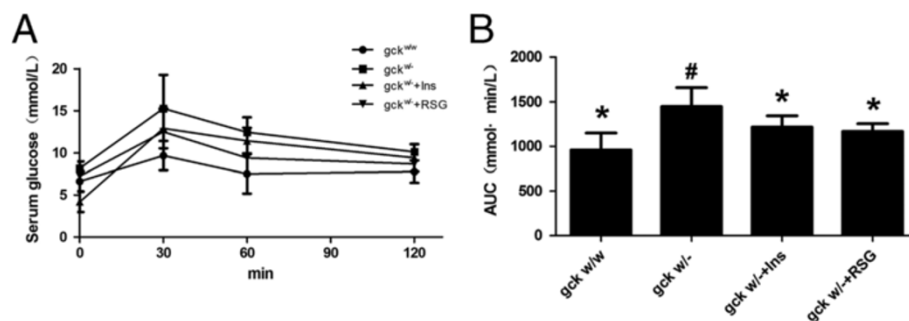 A
gck^w/w
gck^w/-
gck^w/-+Ins
gck^w/-+RSG
Serum glucose (mmol/L)
20
15
10
5
0
0 30 60 90 120
min
B
AUC (mmol· min/L)
2000
1500
1000
500
0
*
#
*
*
gck w/w
gck w/-
gck w/-+Ins
gck w/-+RSG